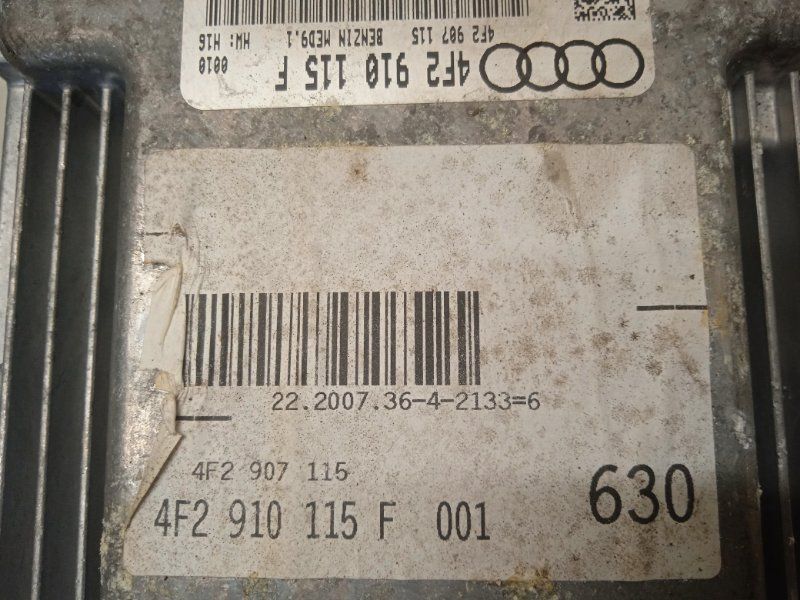 4F2 910 115 F
0010
4F2 907 115 BENZIN MED9.1
HW: H16
22.2007.36-4-2133=6
4F2 907 115
4F2 910 115 F 001
630